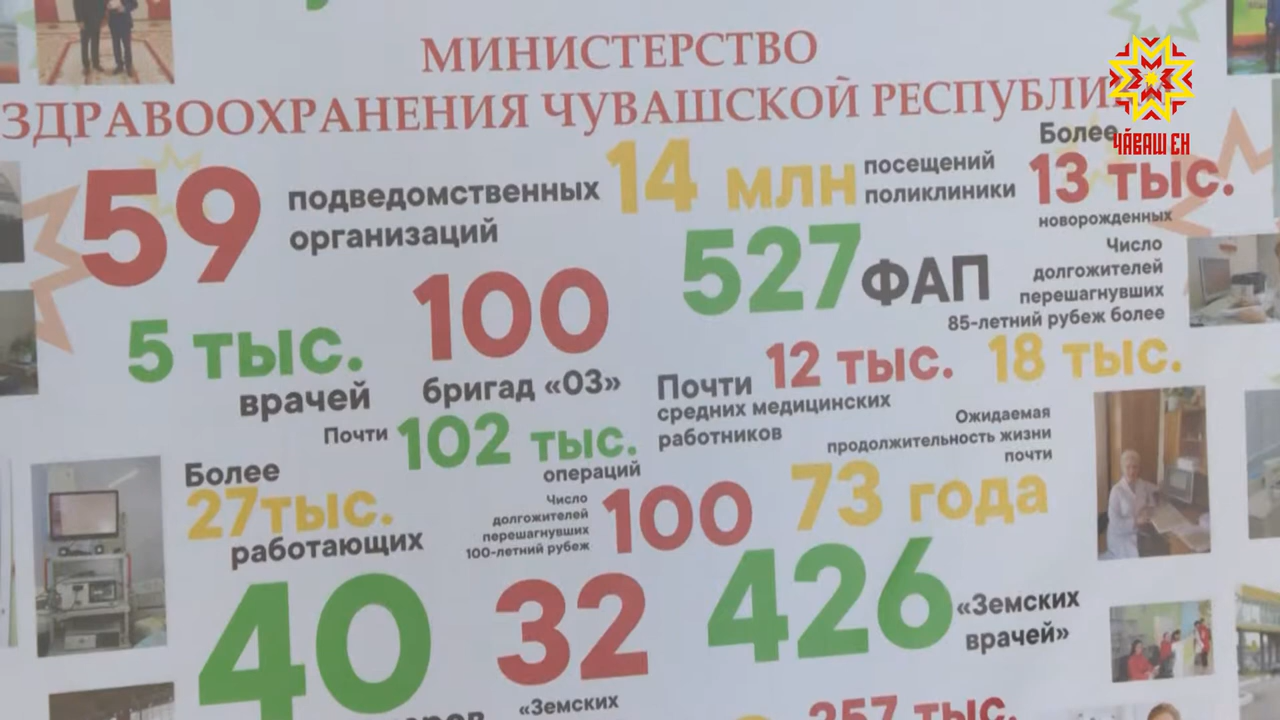 МИНИСТЕРСТВО
ЗДРАВООХРАНЕНИЯ ЧУВАШСКОЙ
ЧӐВАШ ЕН
59 подведомственных
организаций
14 млн посещений
поликлиники
Более
13 тыс.
новорожденных
5 тыс.
врачей
100
бригад «03»
527 ФАП
Число
долгожителей
перешагнувших
85-летний рубеж более
18 тыс.
Почти 12 тыс.
средних медицинских
работников
Почти 102 тыс.
операций
Ожидаемая
продолжительность жизни
почти
73 года
Более
27тыс.
работающих
Число
долгожителей
перешагнувших
100-летний рубеж
100
40
32
«Земских
426 «Земских
врачей»
257 тыс.